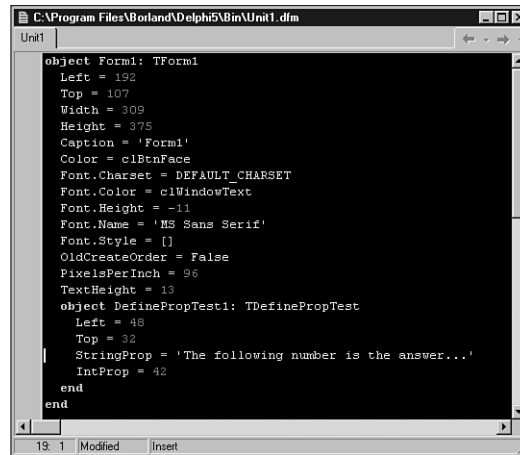 C:\Program Files\Borland\Delphi5\Bin\Unit1.dfm
Unit1
object Form1: TForm1
Left = 192
Top = 107
Width = 309
Height = 375
Caption = 'Form1'
Color = clBtnFace
Font.Charset = DEFAULT_CHARSET
Font.Color = clWindowText
Font.Height = -11
Font.Name = 'MS Sans Serif'
Font.Style = []
OldCreateOrder = False
PixelsPerInch = 96
TextHeight = 13
object DefinePropTest1: TDefinePropTest
Left = 48
Top = 32
StringProp = 'The following number is the answer...'
IntProp = 42
end
end
19: 1 Modified Insert